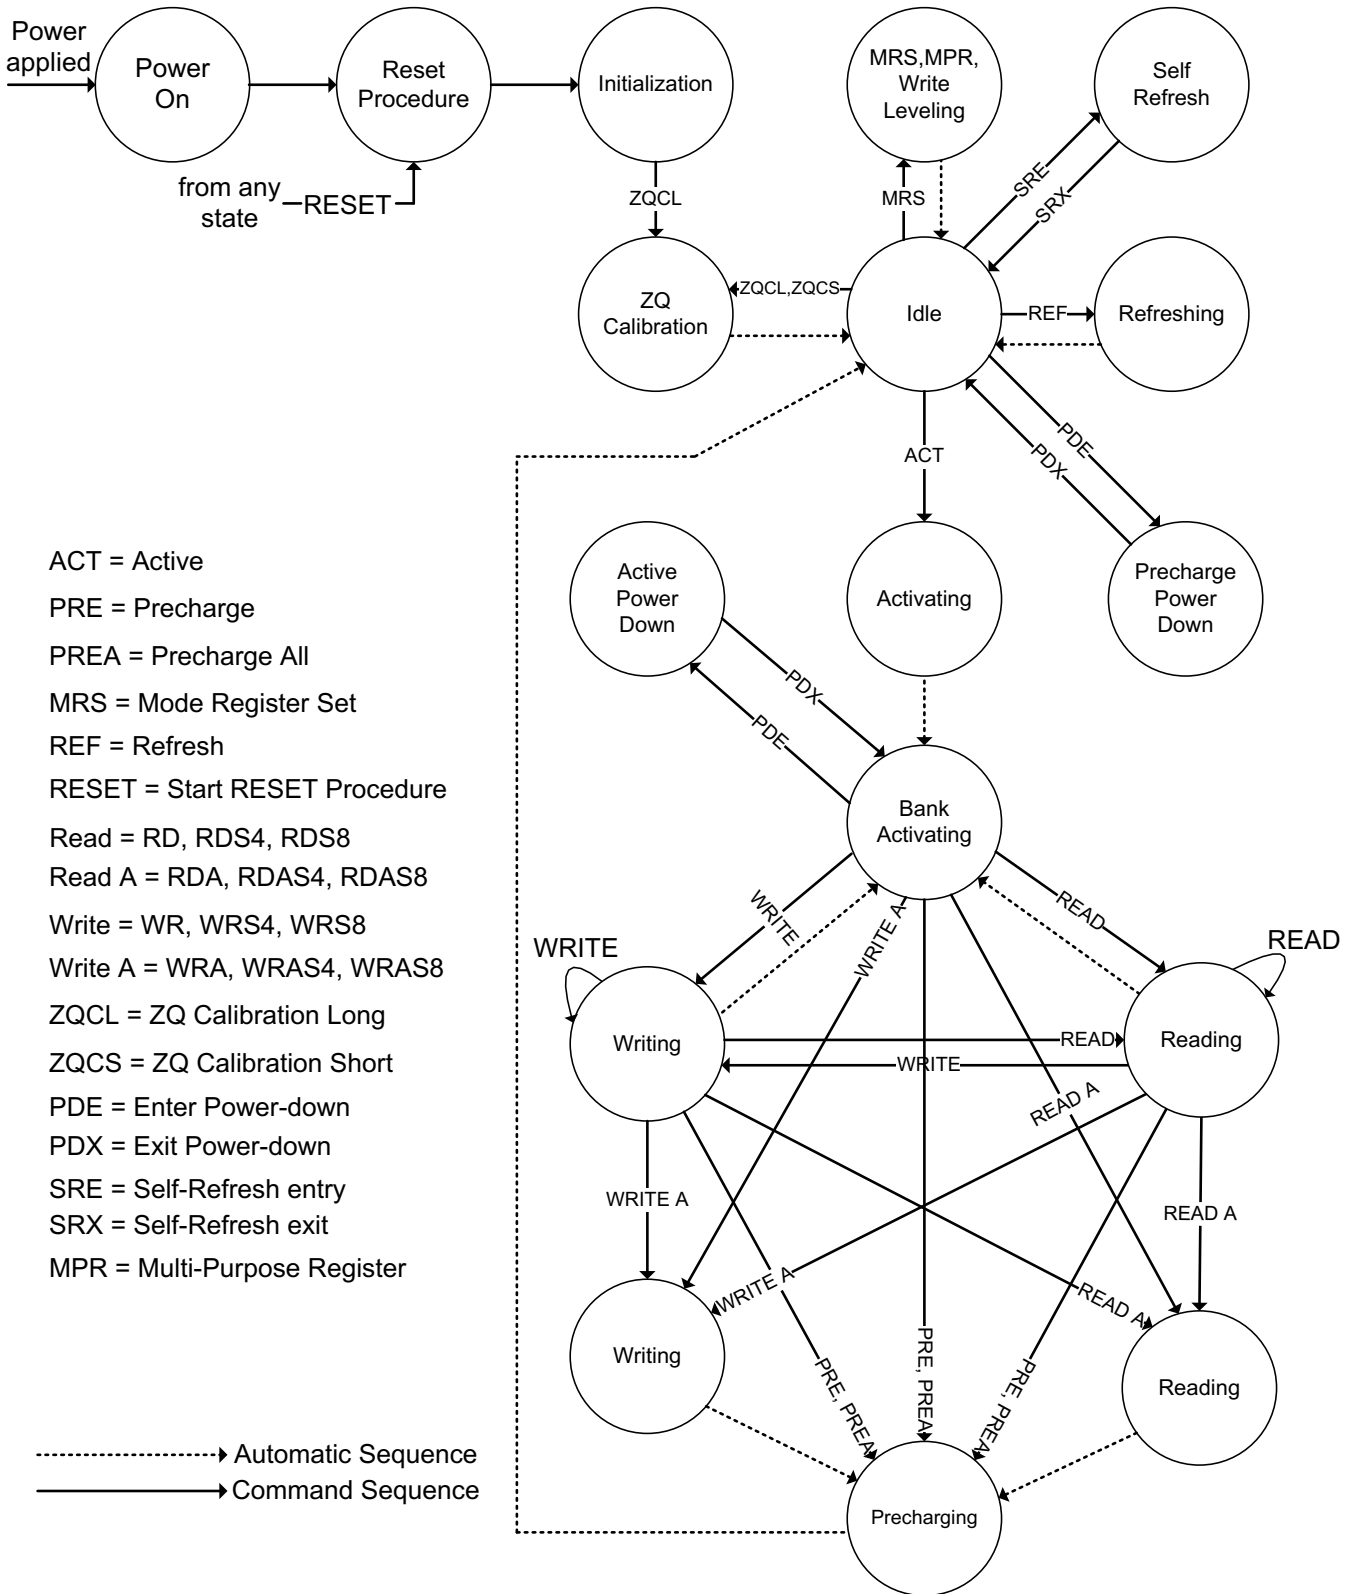 Power
applied
Power
On
Reset
Procedure
Initialization
MRS,MPR,
Write
Leveling
Self
Refresh
from any
state
RESET
ZQCL
MRS
SRE
SRX
ZQ
Calibration
ZQCL,ZQCS
Idle
REF
Refreshing
ACT
PDE
PDX
Active
Power
Down
Activating
Precharge
Power
Down
PDX
PDE
Bank
Activating
ACT = Active
PRE = Precharge
PREA = Precharge All
MRS = Mode Register Set
REF = Refresh
RESET = Start RESET Procedure
Read = RD, RDS4, RDS8
Read A = RDA, RDAS4, RDAS8
Write = WR, WRS4, WRS8
Write A = WRA, WRAS4, WRAS8
ZQCL = ZQ Calibration Long
ZQCS = ZQ Calibration Short
PDE = Enter Power-down
PDX = Exit Power-down
SRE = Self-Refresh entry
SRX = Self-Refresh exit
MPR = Multi-Purpose Register
WRITE
WRITE A
READ
WRITE
READ
Writing
READ
Reading
WRITE
READ A
WRITE A
READ A
WRITE A
READ A
Writing
PRE, PREA
PRE, PREA
PRE, PREA
Reading
Precharging
Automatic Sequence
Command Sequence